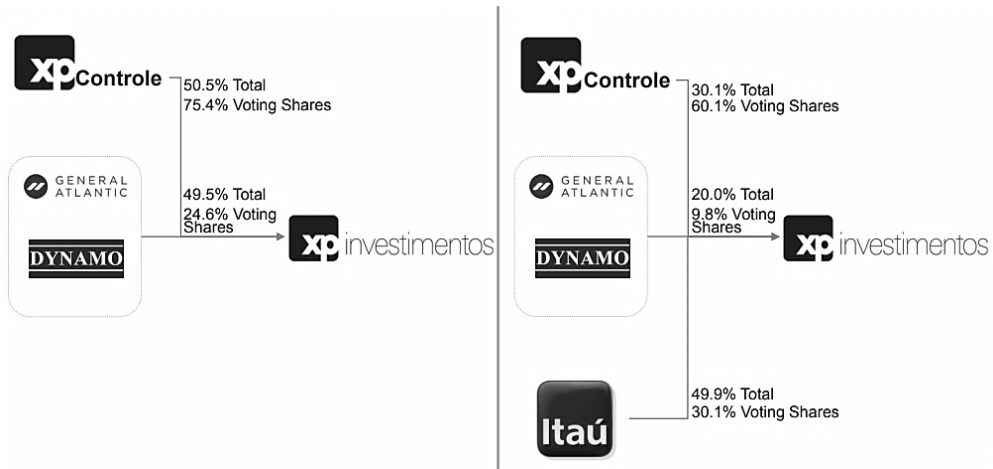 xp Controle
50.5% Total
75.4% Voting Shares
GENERAL
ATLANTIC
DYNAMO
49.5% Total
24.6% Voting
Shares
xp investimentos
xp Controle
30.1% Total
60.1% Voting Shares
GENERAL
ATLANTIC
DYNAMO
20.0% Total
9.8% Voting
Shares
xp investimentos
Itaú
49.9% Total
30.1% Voting Shares